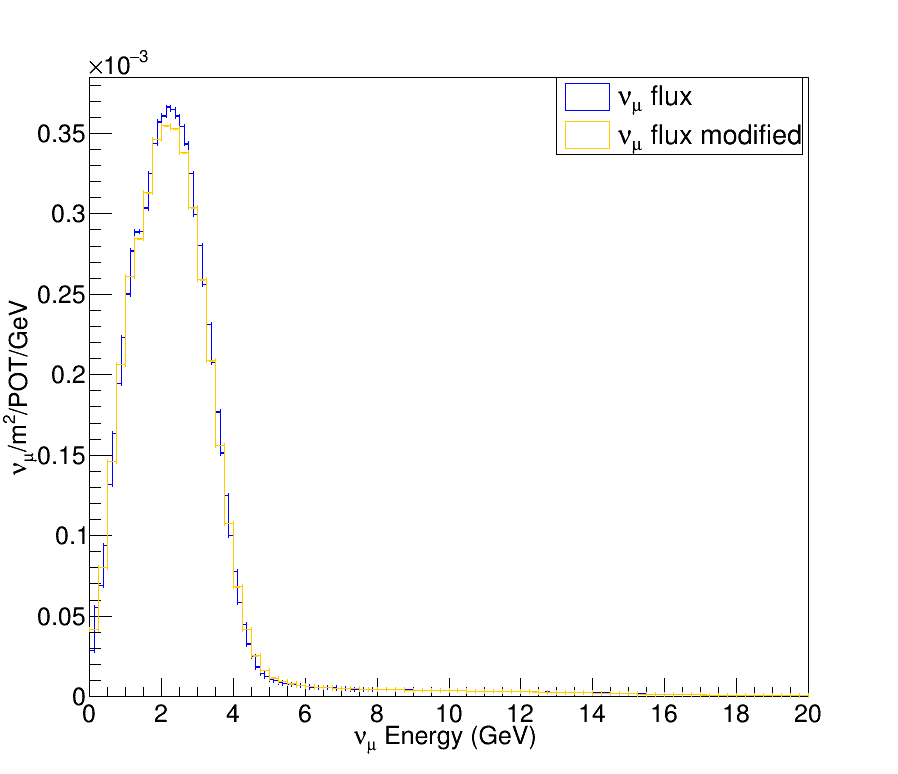 ×10⁻³
ν_μ flux
ν_μ flux modified
0.35
0.3
0.25
0.2
0.15
0.1
0.05
0
ν_μ/m²/POT/GeV
0 2 4 6 8 10 12 14 16 18 20
ν_μ Energy (GeV)